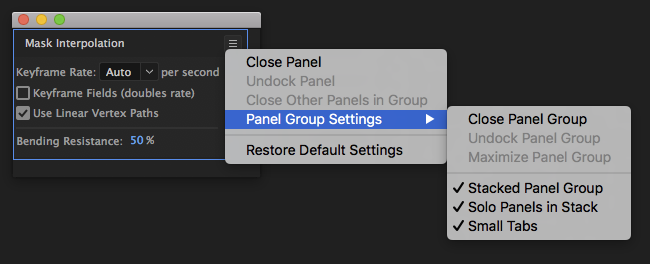 Mask Interpolation
Keyframe Rate: Auto per second
Keyframe Fields (doubles rate)
Use Linear Vertex Paths
Bending Resistance: 50 %
Close Panel
Undock Panel
Close Other Panels in Group
Panel Group Settings
Restore Default Settings
Close Panel Group
Undock Panel Group
Maximize Panel Group
Stacked Panel Group
Solo Panels in Stack
Small Tabs